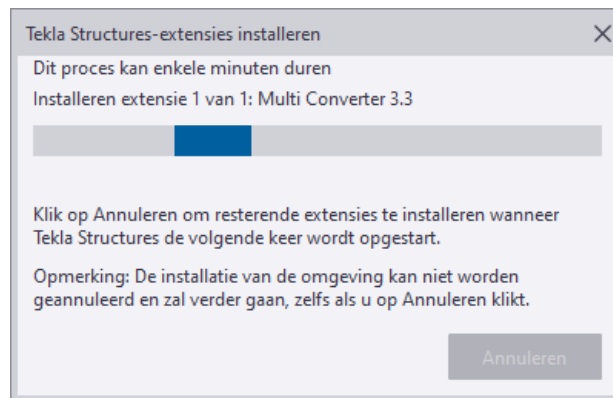 Tekla Structures-extensies installeren
Dit proces kan enkele minuten duren
Installeren extensie 1 van 1: Multi Converter 3.3
Klik op Annuleren om resterende extensies te installeren wanneer
Tekla Structures de volgende keer wordt opgestart.
Opmerking: De installatie van de omgeving kan niet worden
geannuleerd en zal verder gaan, zelfs als u op Annuleren klikt.
Annuleren